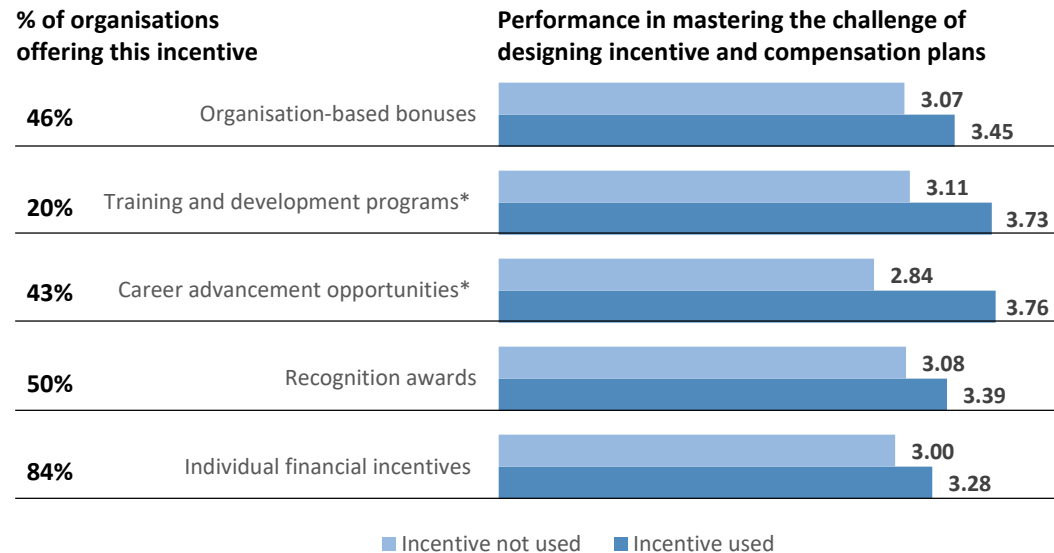 % of organisations
offering this incentive
Performance in mastering the challenge of
designing incentive and compensation plans
46% Organisation-based bonuses 3.07
3.45
20% Training and development programs* 3.11
3.73
43% Career advancement opportunities* 2.84
3.76
50% Recognition awards 3.08
3.39
84% Individual financial incentives 3.00
3.28
Incentive not used Incentive used